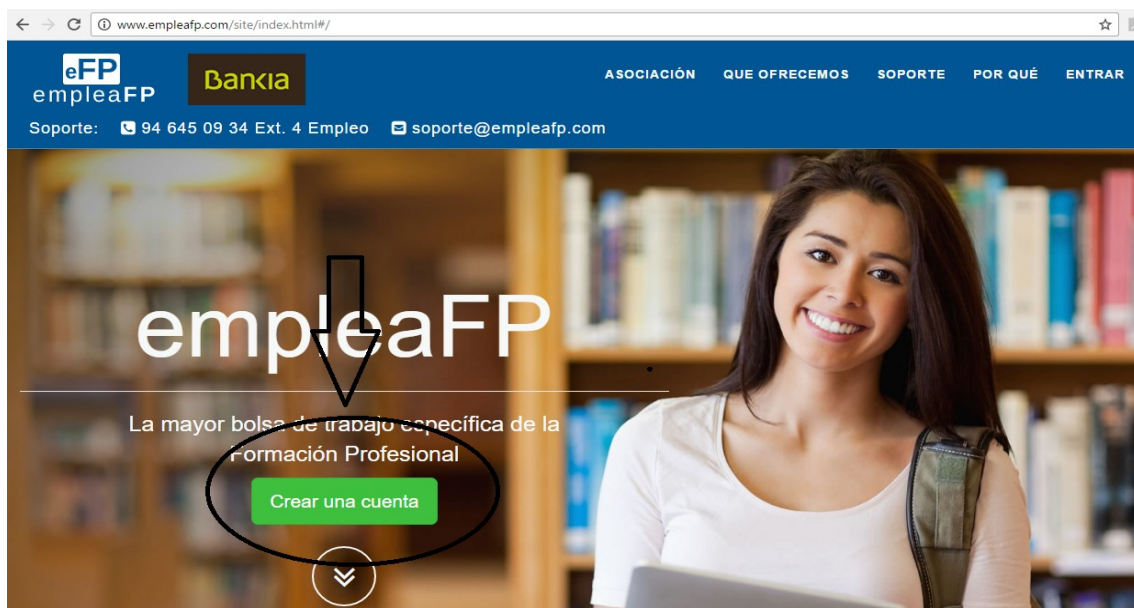 www.empleafp.com/site/index.html#/
eFP
empleaFP
Bankia
ASOCIACIÓN QUE OFRECEMOS SOPORTE POR QUÉ ENTRAR
Soporte: 94 645 09 34 Ext. 4 Empleo soporte@empleafp.com
empleaFP
La mayor bolsa de trabajo específica de la
Formación Profesional
Crear una cuenta